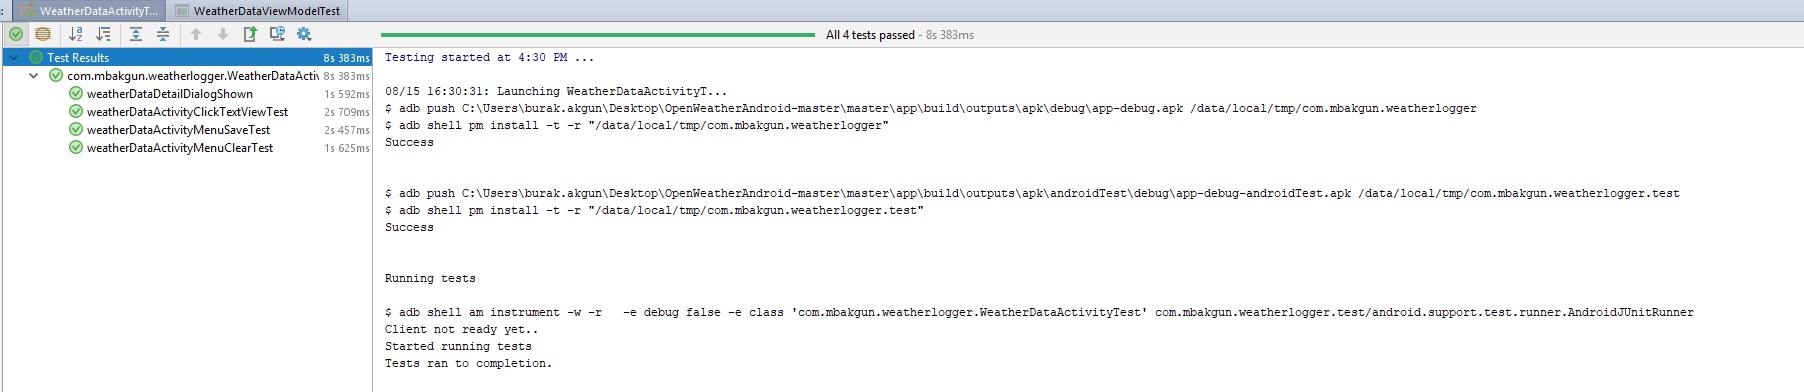 WeatherDataActivityT...
WeatherDataViewModelTest
All 4 tests passed - 8s 383ms
Test Results 8s 383ms
com.mbakgun.weatherlogger.WeatherDataActiv 8s 383ms
weatherDataDetailDialogShown 1s 592ms
weatherDataActivityClickTextViewTest 2s 709ms
weatherDataActivityMenuSaveTest 2s 457ms
weatherDataActivityMenuClearTest 1s 625ms
Testing started at 4:30 PM ...
08/15 16:30:31: Launching WeatherDataActivityT...
$ adb push C:\Users\burak.akgun\Desktop\OpenWeatherAndroid-master\master\app\build\outputs\apk\debug\app-debug.apk /data/local/tmp/com.mbakgun.weatherlogger
$ adb shell pm install -t -r "/data/local/tmp/com.mbakgun.weatherlogger"
Success
$ adb push C:\Users\burak.akgun\Desktop\OpenWeatherAndroid-master\master\app\build\outputs\apk\androidTest\debug\app-debug-androidTest.apk /data/local/tmp/com.mbakgun.weatherlogger.test
$ adb shell pm install -t -r "/data/local/tmp/com.mbakgun.weatherlogger.test"
Success
Running tests
$ adb shell am instrument -w -r   -e debug false -e class 'com.mbakgun.weatherlogger.WeatherDataActivityTest' com.mbakgun.weatherlogger.test/android.support.test.runner.AndroidJUnitRunner
Client not ready yet..
Started running tests
Tests ran to completion.